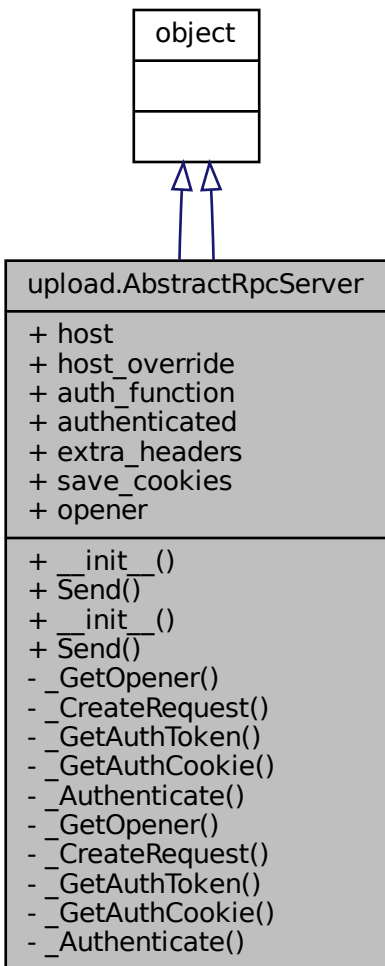 object
upload.AbstractRpcServer
+ host
+ host_override
+ auth_function
+ authenticated
+ extra_headers
+ save_cookies
+ opener
+ __init__()
+ Send()
+ __init__()
+ Send()
- _GetOpener()
- _CreateRequest()
- _GetAuthToken()
- _GetAuthCookie()
- _Authenticate()
- _GetOpener()
- _CreateRequest()
- _GetAuthToken()
- _GetAuthCookie()
- _Authenticate()